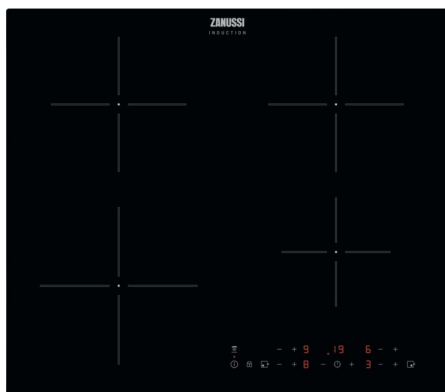 ZANUSSI
INDUCTION
- + 9 .19 6 - +
- + 8 - + 3 - +